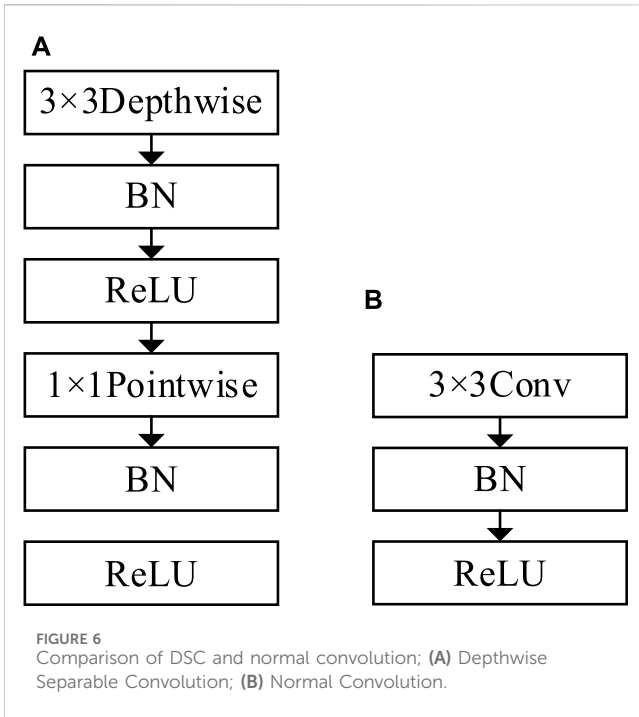 A
3×3Depthwise
BN
ReLU
1×1Pointwise
BN
ReLU
B
3×3Conv
BN
ReLU
FIGURE 6
Comparison of DSC and normal convolution; (A) Depthwise
Separable Convolution; (B) Normal Convolution.